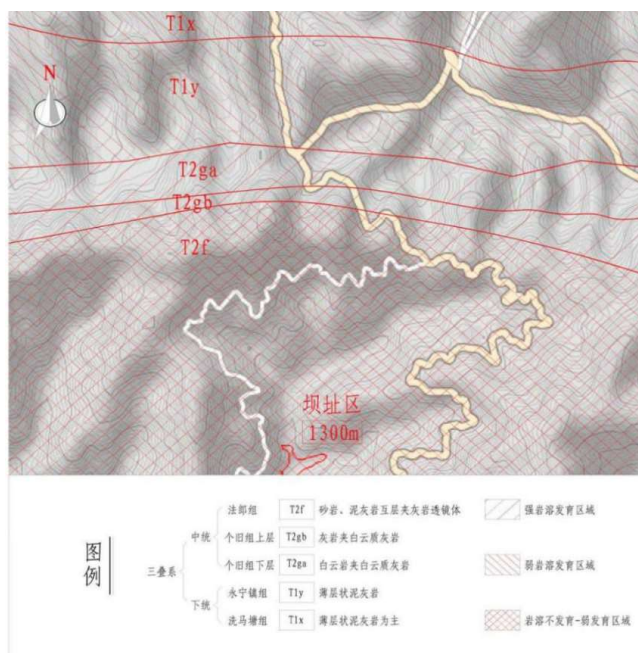 T1x
N
T1y
T2ga
T2gb
T2f
坝址区
1300m
图例
三叠系
中统
法郎组 T2f 砂岩、泥灰岩互层夹灰岩透镜体
个旧组上层 T2gb 灰岩夹白云质灰岩
个旧组下层 T2ga 白云岩夹白云质灰岩
下统
永宁镇组 T1y 薄层状泥灰岩
洗马塘组 T1x 薄层状泥灰岩为主
强岩溶发育区域
弱岩溶发育区域
岩溶不发育-弱发育区域